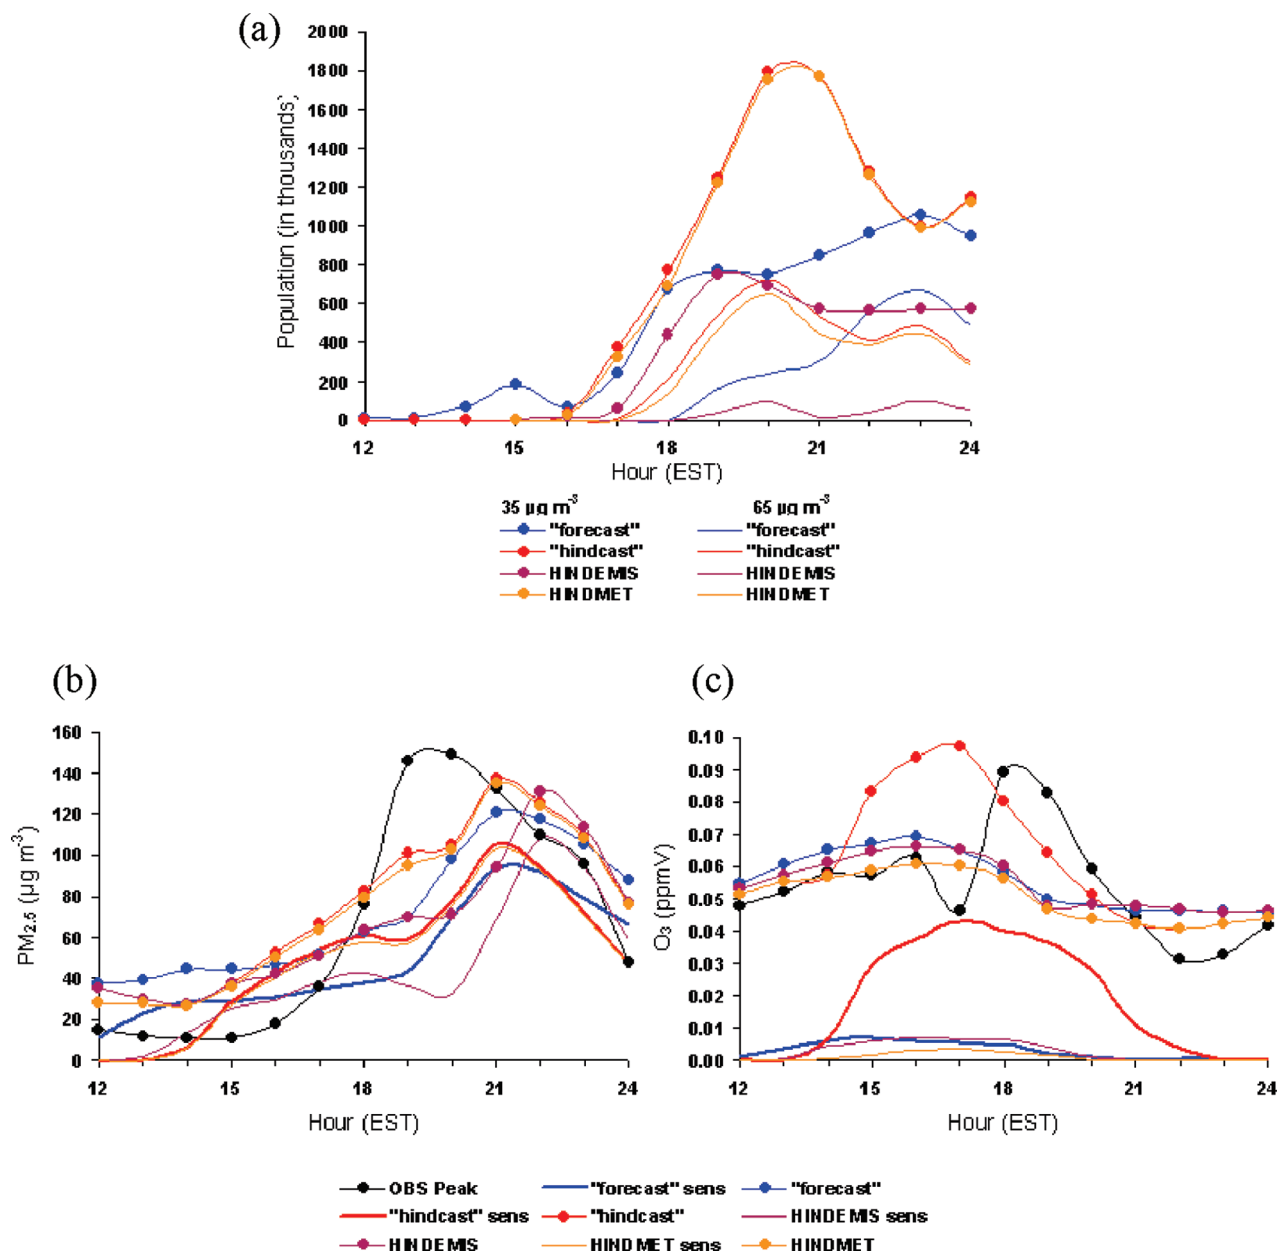 (a)
2000
1800
1600
1400
1200
1000
800
600
400
200
0
Population (in thousands)
12 15 18 21 24
Hour (EST)
35 µg m-3 65 µg m-3
"forecast" "forecast"
"hindcast" "hindcast"
HINDEMIS HINDEMIS
HINDMET HINDMET
(b)
160
140
120
100
80
60
40
20
0
PM2.5 (µg m-3)
12 15 18 21 24
Hour (EST)
(c)
0.10
0.09
0.08
0.07
0.06
0.05
0.04
0.03
0.02
0.01
0.00
O3 (ppmV)
12 15 18 21 24
Hour (EST)
OBS Peak "forecast" sens "forecast"
"hindcast" sens "hindcast" HINDEMIS sens
HINDEMIS HINDMET sens HINDMET